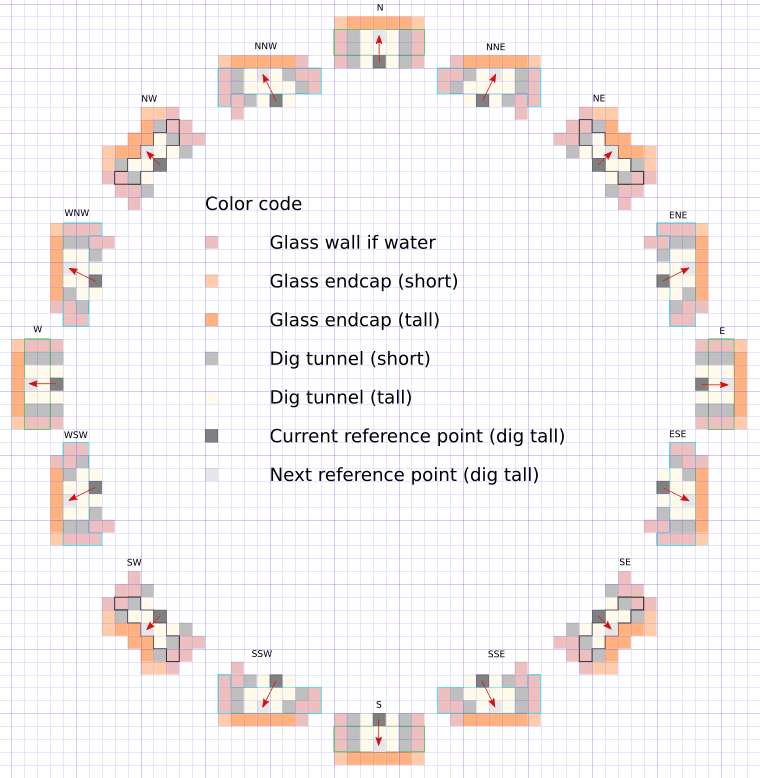 N
NNW
NNE
NW
NE
Color code
WNW
ENE
Glass wall if water
Glass endcap (short)
Glass endcap (tall)
W
E
Dig tunnel (short)
Dig tunnel (tall)
WSW
ESE
Current reference point (dig tall)
Next reference point (dig tall)
SW
SE
SSW
SSE
S